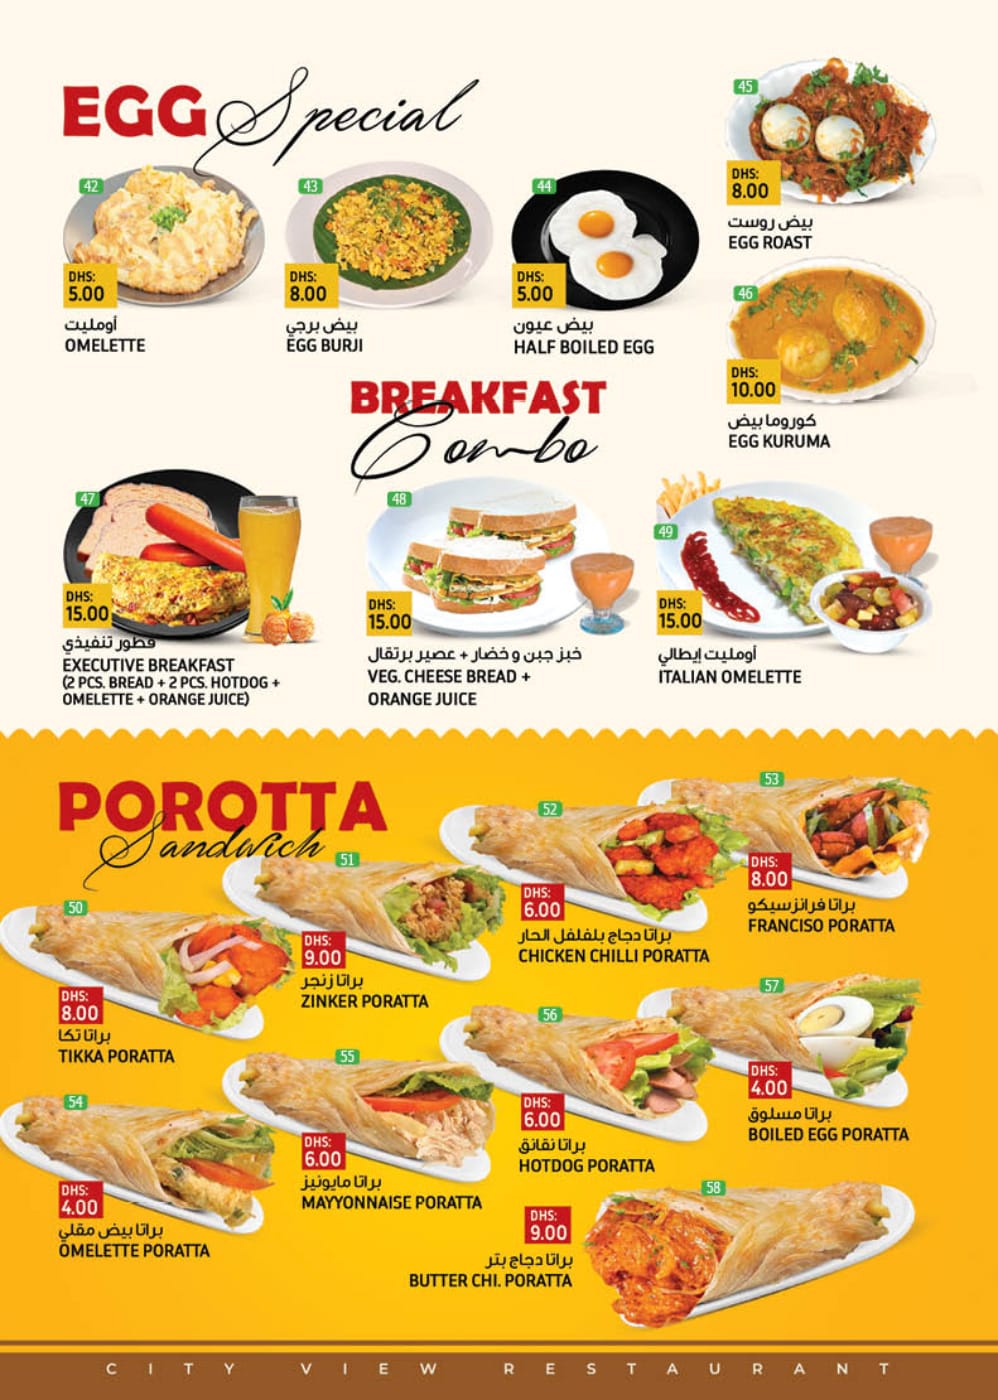 EGG Special
42
DHS:
5.00
أومليت
OMELETTE
43
DHS:
8.00
بيض برجي
EGG BURJI
44
DHS:
5.00
بيض عيون
HALF BOILED EGG
45
DHS:
8.00
بيض روست
EGG ROAST
46
DHS:
10.00
كوروما بيض
EGG KURUMA
BREAKFAST
Combo
47
DHS:
15.00
فطور تنفيذي
EXECUTIVE BREAKFAST
(2 PCS. BREAD + 2 PCS. HOTDOG +
OMELETTE + ORANGE JUICE)
48
DHS:
15.00
خبز جبن و خضار + عصير برتقال
VEG. CHEESE BREAD +
ORANGE JUICE
49
DHS:
15.00
أومليت إيطالي
ITALIAN OMELETTE
POROTTA
Sandwich
50
DHS:
8.00
براتا تكا
TIKKA PORATTA
51
DHS:
9.00
براتا زنجر
ZINKER PORATTA
52
DHS:
6.00
براتا دجاج بلفلفل الحار
CHICKEN CHILLI PORATTA
53
DHS:
8.00
براتا فرانزسيكو
FRANCISO PORATTA
54
DHS:
4.00
براتا بيض مقلي
OMELETTE PORATTA
55
DHS:
6.00
براتا مايونيز
MAYYONNAISE PORATTA
56
DHS:
6.00
براتا نقانق
HOTDOG PORATTA
57
DHS:
4.00
براتا مسلوق
BOILED EGG PORATTA
58
DHS:
9.00
براتا دجاج بتر
BUTTER CHI. PORATTA
CITY VIEW RESTAURANT